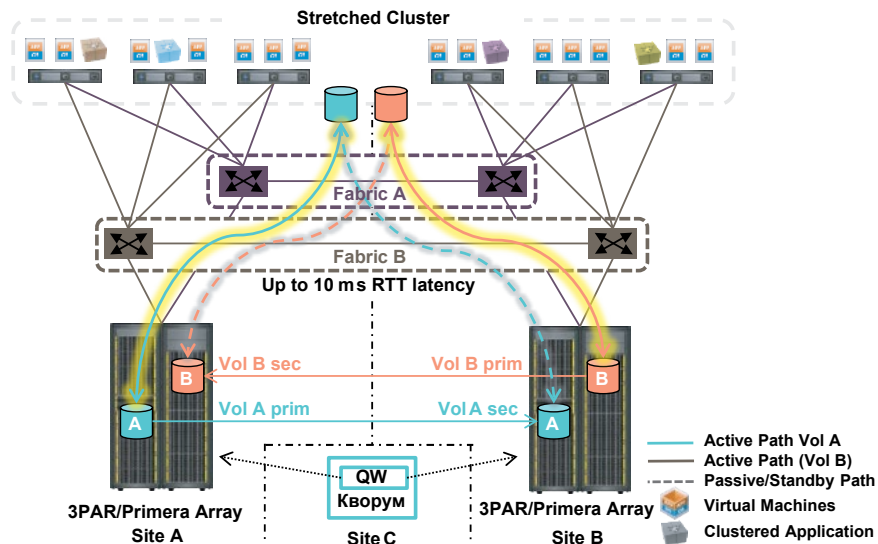 Stretched Cluster
Fabric A
Fabric B
Up to 10 ms RTT latency
Vol B sec
Vol B prim
B
B
Vol A prim
Vol A sec
A
A
QW
Кворум
3PAR/Primera Array
Site A
Site C
3PAR/Primera Array
Site B
Active Path Vol A
Active Path (Vol B)
Passive/Standby Path
Virtual Machines
Clustered Application